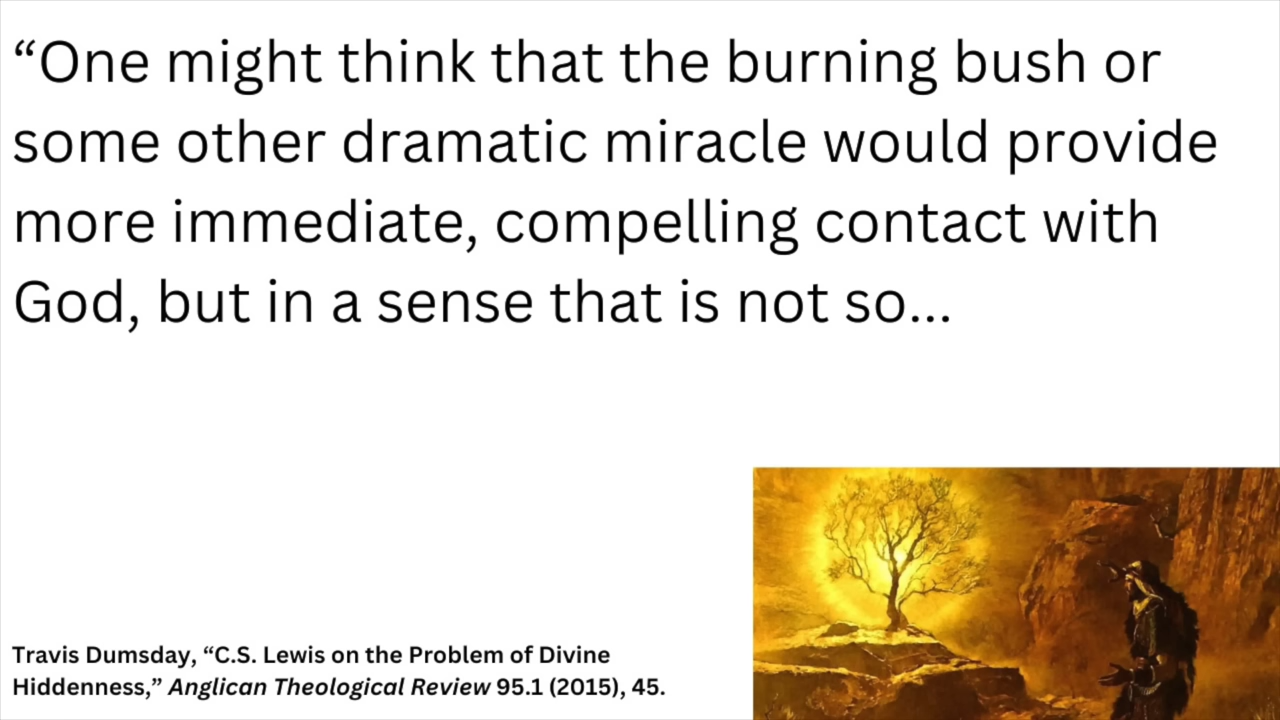 “One might think that the burning bush or
some other dramatic miracle would provide
more immediate, compelling contact with
God, but in a sense that is not so...
Travis Dumsday, “C.S. Lewis on the Problem of Divine
Hiddenness,” Anglican Theological Review 95.1 (2015), 45.